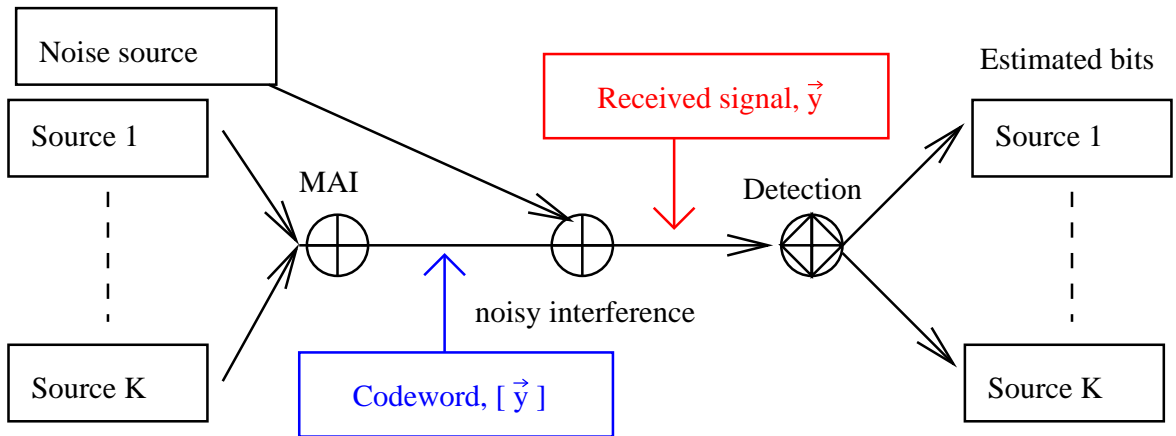 Noise source
Source 1
Source K
MAI
Codeword, [ y⃗ ]
noisy interference
Received signal, y⃗
Detection
Estimated bits
Source 1
Source K